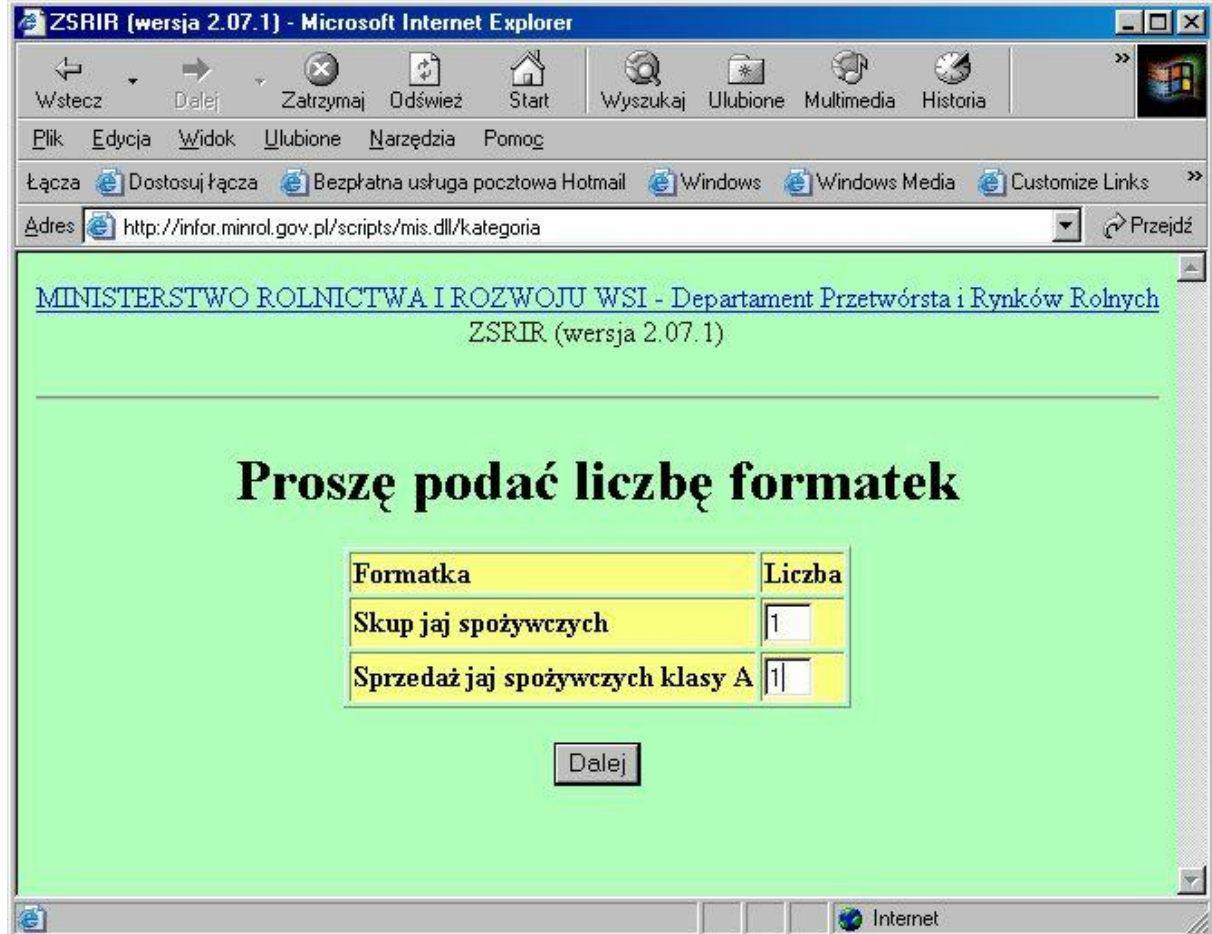 ZSRIR (wersja 2.07.1) - Microsoft Internet Explorer
Wstecz Dalej Zatrzymaj Odśwież Start Wyszukaj Ulubione Multimedia Historia »
Plik Edycja Widok Ulubione Narzędzia Pomoc
Łącza Dostosuj łącza Bezpłatna usługa pocztowa Hotmail Windows Windows Media Customize Links »
Adres http://infor.minrol.gov.pl/scripts/mis.dll/kategoria Przejdź
MINISTERSTWO ROLNICTWA I ROZWOJU WSI - Departament Przetwórsta i Rynków Rolnych
ZSRIR (wersja 2.07.1)
Proszę podać liczbę formatek
Formatka Liczba
Skup jaj spożywczych 1
Sprzedaż jaj spożywczych klasy A 1
Dalej
Internet